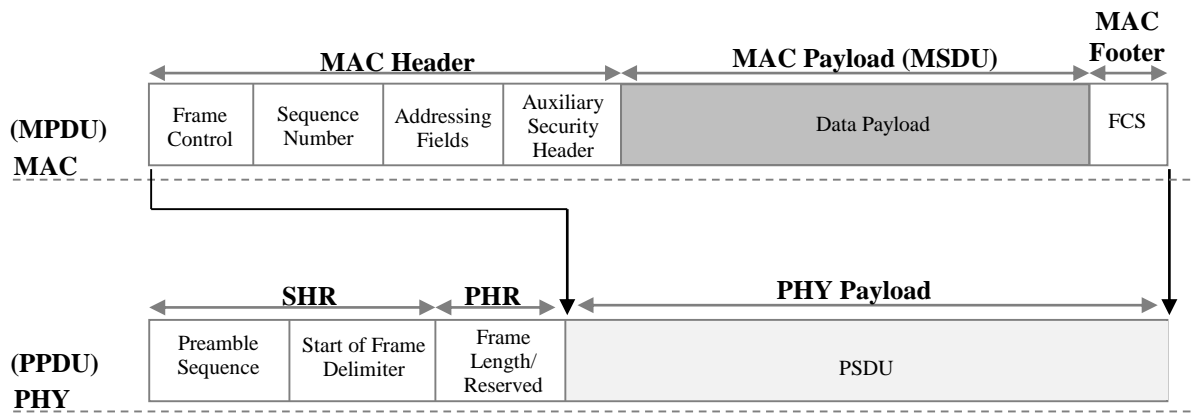 MAC Header
MAC Payload (MSDU)
MAC
Footer
(MPDU)
MAC
Frame
Control
Sequence
Number
Addressing
Fields
Auxiliary
Security
Header
Data Payload
FCS
SHR
PHR
PHY Payload
(PPDU)
PHY
Preamble
Sequence
Start of Frame
Delimiter
Frame
Length/
Reserved
PSDU